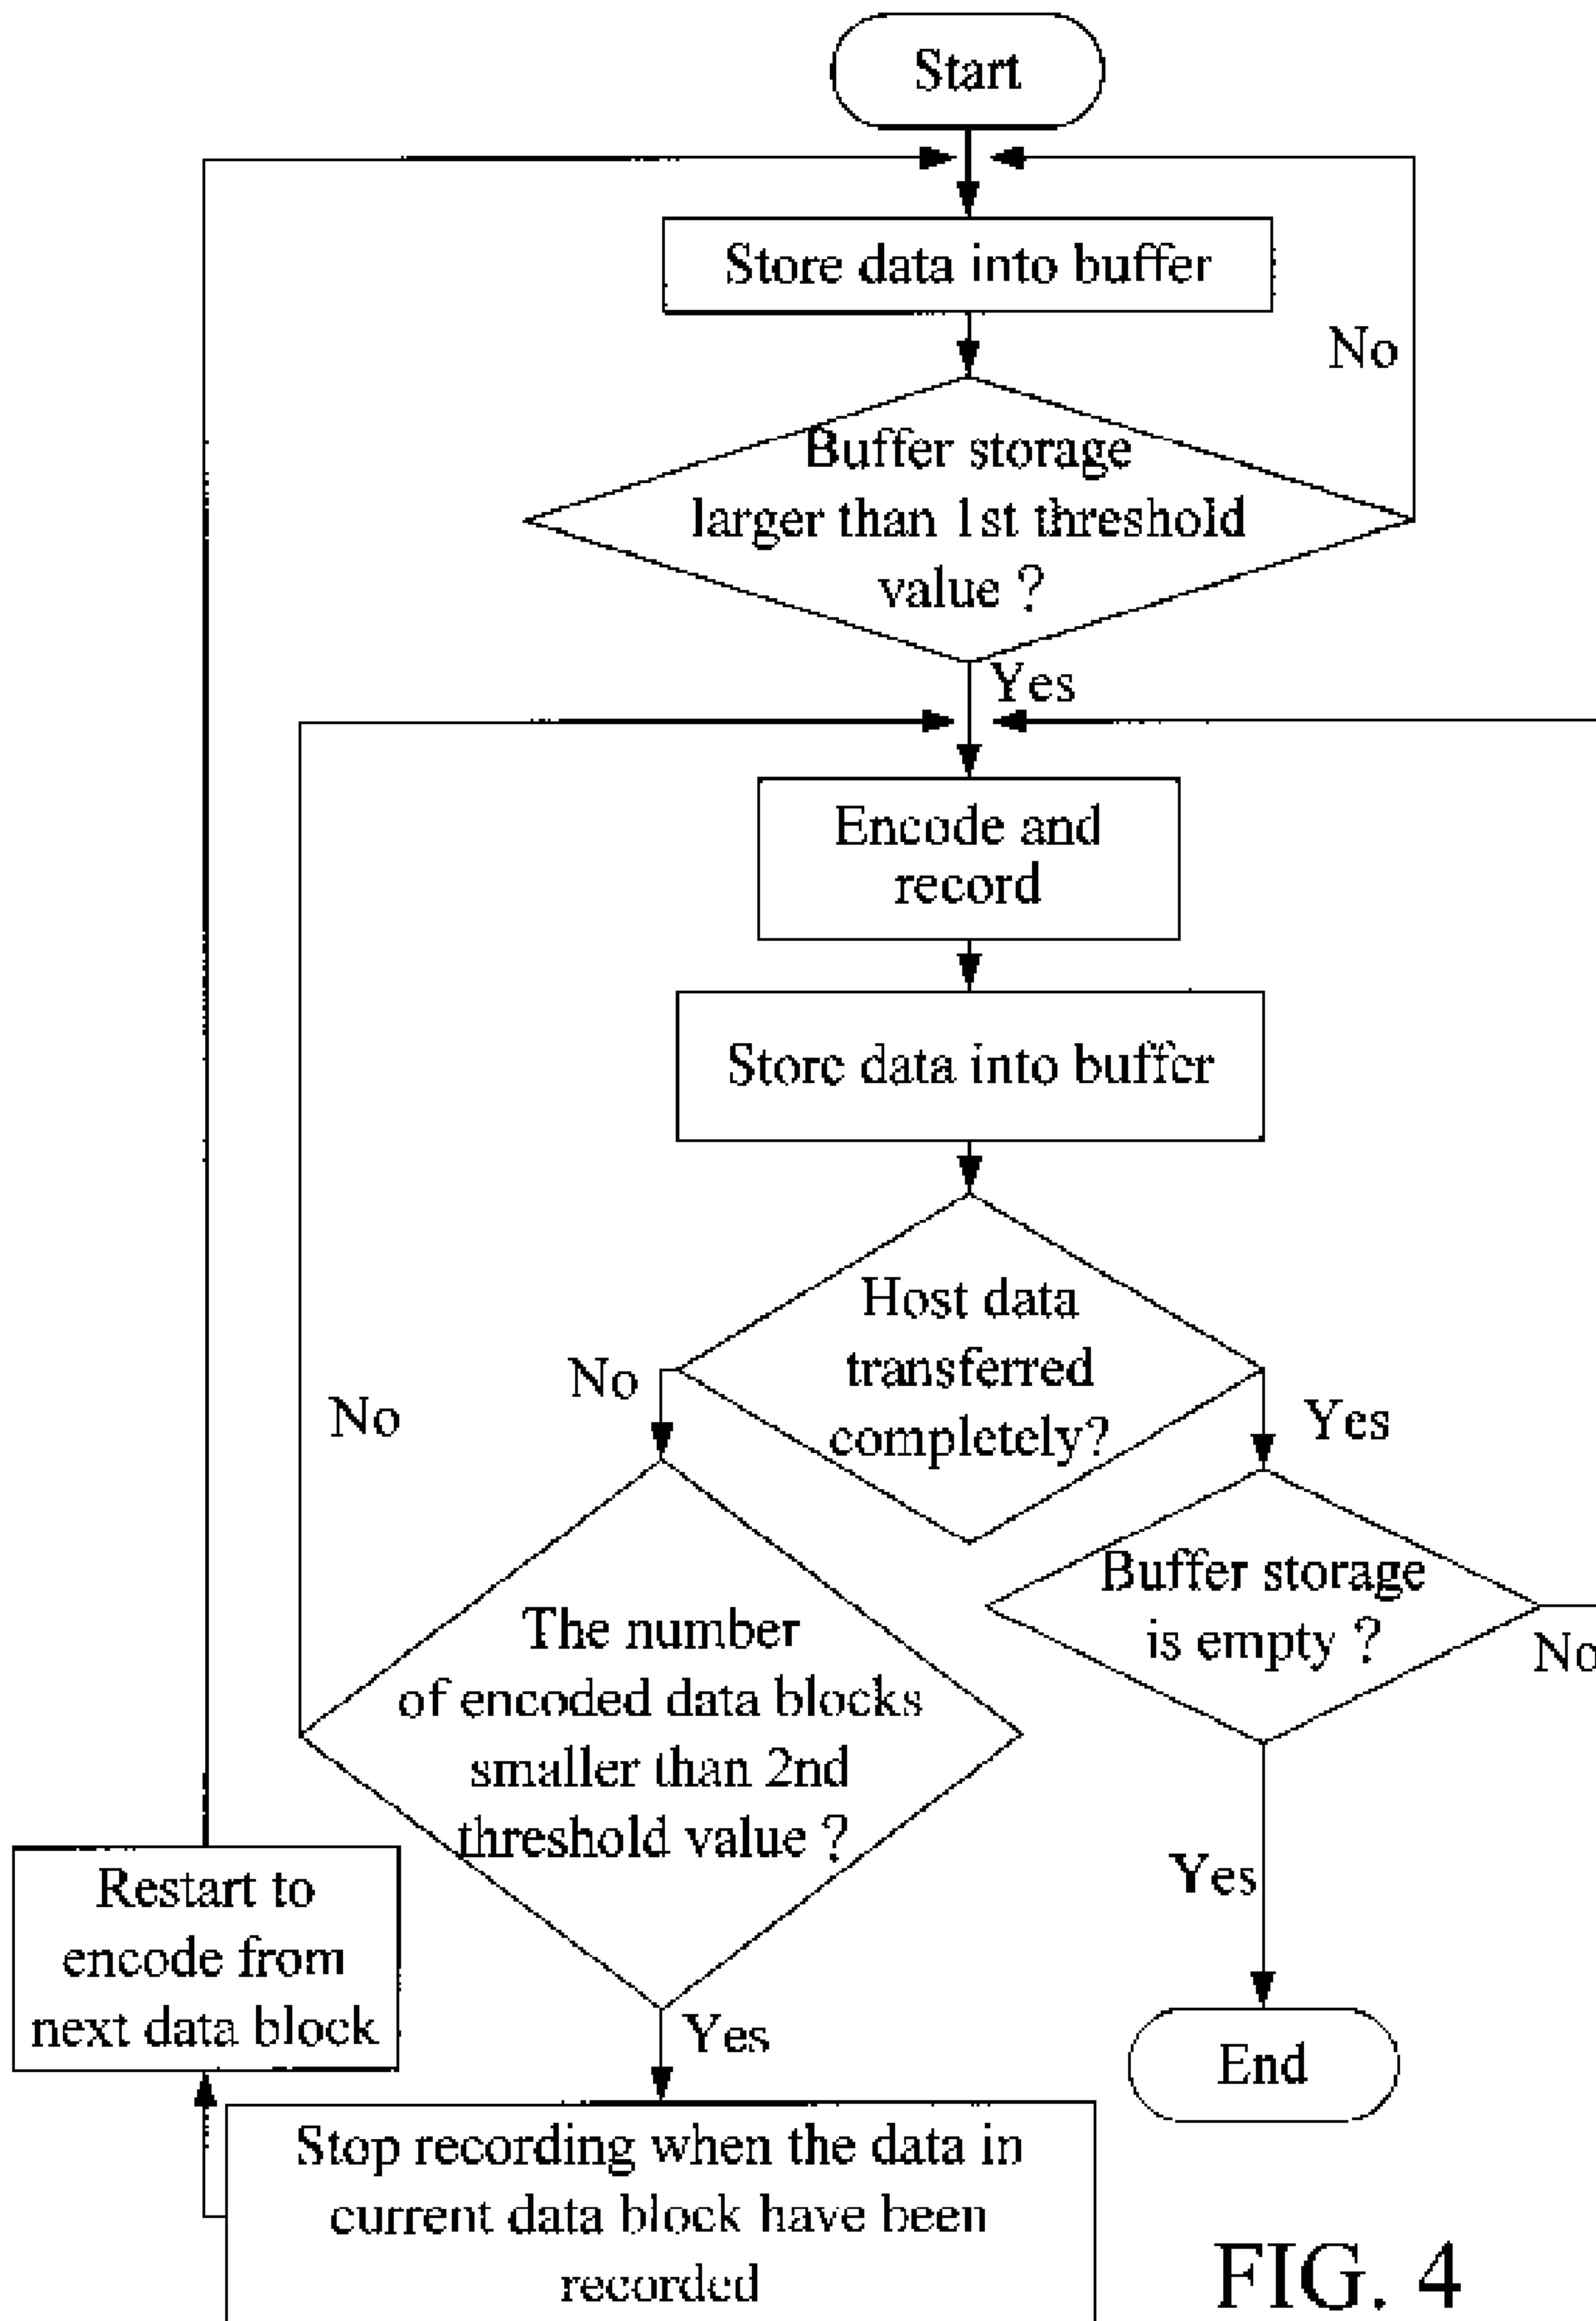 Start
Store data into buffer
No
Buffer storage
larger than 1st threshold
value ?
Yes
Encode and
record
Store data into buffer
Host data
transferred
completely?
No
Yes
No
Buffer storage
is empty ?
No
The number
of encoded data blocks
smaller than 2nd
threshold value ?
Yes
Restart to
encode from
next data block
Yes
End
Stop recording when the data in
current data block have been
recorded
FIG. 4